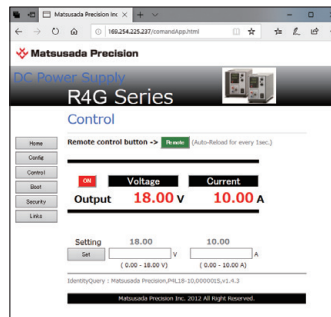 Matsusada Precision Inc
169.254.225.237/comandApp.html
Matsusada Precision
DC Power Supply
R4G Series
Control
Remote control button -> Remote (Auto-Reload for every 1sec.)
Home
Config
Control
Boot
Security
Links
ON Voltage Current
Output 18.00 V 10.00 A
Setting 18.00 10.00
Set V A
( 0.00 - 18.00 V) ( 0.00 - 10.00 A)
IdentityQuery : Matsusada Precision,P4L18-10,0000015,v1.4.3
Matsusada Precision Inc. 2012 All Right Reserved.